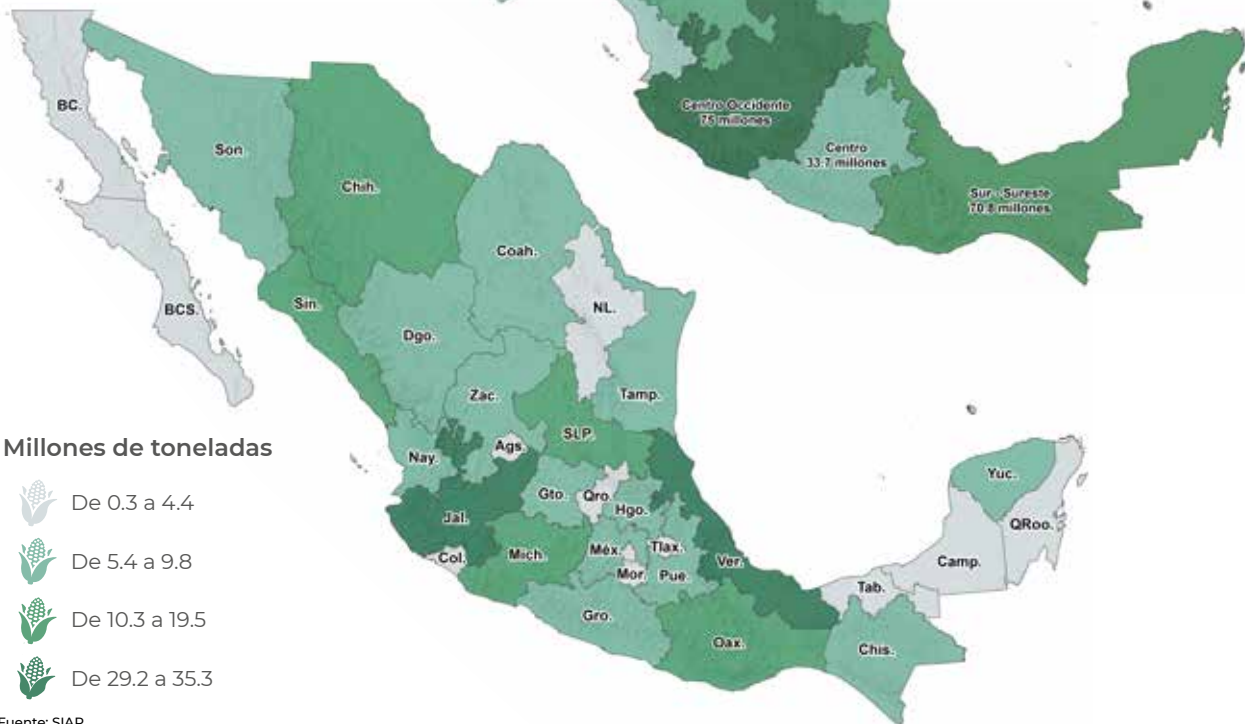 Centro Occidente
75 millones
Centro
33.7 millones
Sur - Sureste
70.8 millones
BC.
Son.
Chih.
Coah.
BCS.
Sin.
NL.
Dgo.
Zac.
Tamp.
SLP.
Ags.
Nay.
Gto.
Qro.
Hgo.
Yuc.
QRoo.
Jal.
Col.
Mich.
Méx.
Tlax.
Mor.
Pue.
Ver.
Camp.
Tab.
Gro.
Oax.
Chis.
Millones de toneladas
De 0.3 a 4.4
De 5.4 a 9.8
De 10.3 a 19.5
De 29.2 a 35.3
Fuente: SIAP